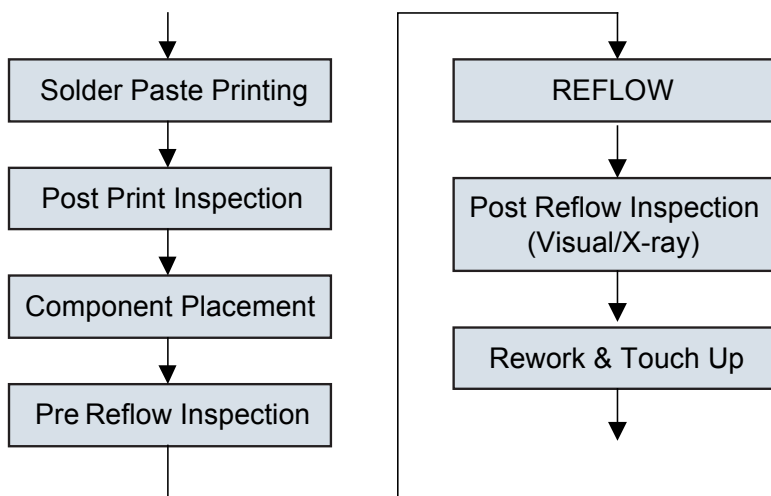 Solder Paste Printing
Post Print Inspection
Component Placement
Pre Reflow Inspection
REFLOW
Post Reflow Inspection
(Visual/X-ray)
Rework & Touch Up